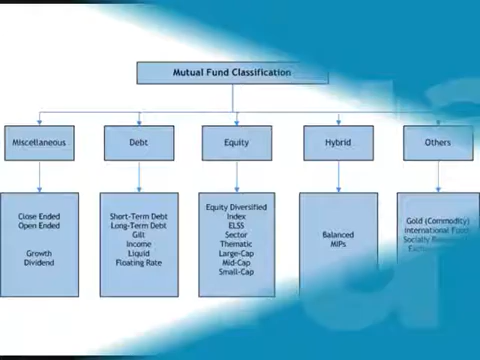 Mutual Fund Classification
Miscellaneous
Debt
Equity
Hybrid
Others
Close Ended
Open Ended
Growth
Dividend
Short-Term Debt
Long-Term Debt
Gilt
Income
Liquid
Floating Rate
Equity Diversified
Index
ELSS
Sector
Thematic
Large-Cap
Mid-Cap
Small-Cap
Balanced
MIPs
Gold (Commodity)
International Fund
Socially